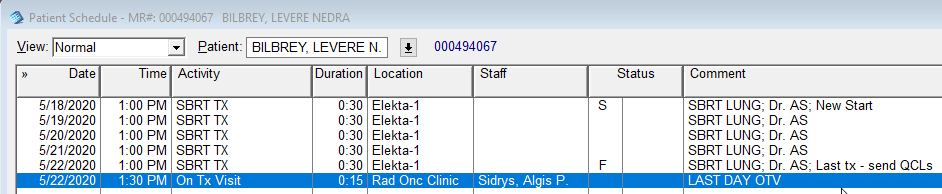 Patient Schedule - MR#: 000494067 BILBREY, LEVERE NEDRA
View: Normal Patient: BILBREY, LEVERE N. 000494067
» Date Time Activity Duration Location Staff Status Comment
5/18/2020 1:00 PM SBRT TX 0:30 Elekta-1 S SBRT LUNG; Dr. AS; New Start
5/19/2020 1:00 PM SBRT TX 0:30 Elekta-1 SBRT LUNG; Dr. AS
5/20/2020 1:00 PM SBRT TX 0:30 Elekta-1 SBRT LUNG; Dr. AS
5/21/2020 1:00 PM SBRT TX 0:30 Elekta-1 SBRT LUNG; Dr. AS
5/22/2020 1:00 PM SBRT TX 0:30 Elekta-1 F SBRT LUNG; Dr. AS; Last tx - send QCLs
5/22/2020 1:30 PM On Tx Visit 0:15 Rad Onc Clinic Sidrys, Algis P. LAST DAY OTV